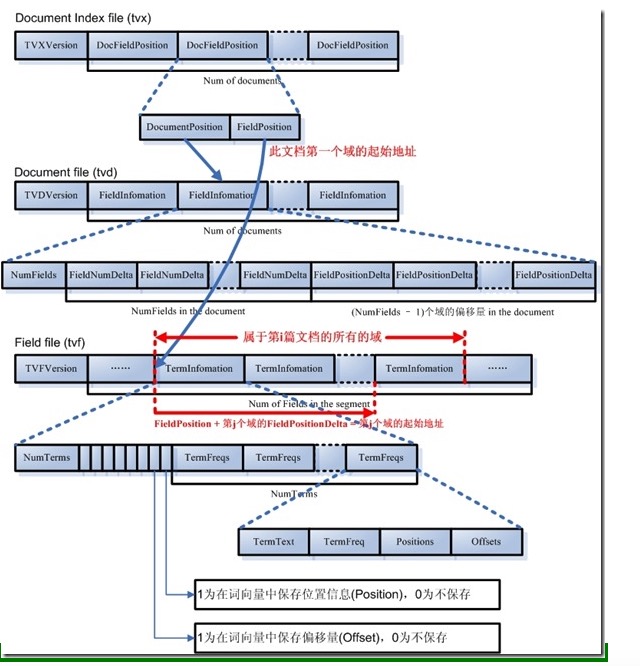 Document Index file (tvx)
TVXVersion DocFieldPosition DocFieldPosition DocFieldPosition
Num of documents
DocumentPosition FieldPosition
此文档第一个域的起始地址
Document file (tvd)
TVDVersion FieldInfomation FieldInfomation FieldInfomation
Num of documents
NumFields FieldNumDelta FieldNumDelta FieldNumDelta FieldPositionDelta FieldPositionDelta FieldPositionDelta
NumFields in the document (NumFields - 1)个域的偏移量 in the document
Field file (tvf)
属于第i篇文档的所有的域
TVFVersion ...... TermInfomation TermInfomation TermInfomation ......
Num of Fields in the segment
FieldPosition + 第j个域的FieldPositionDelta = 第j个域的起始地址
NumTerms TermFreqs TermFreqs TermFreqs
NumTerms
TermText TermFreq Positions Offsets
1为在词向量中保存位置信息(Position)，0为不保存
1为在词向量中保存偏移量(Offset)，0为不保存